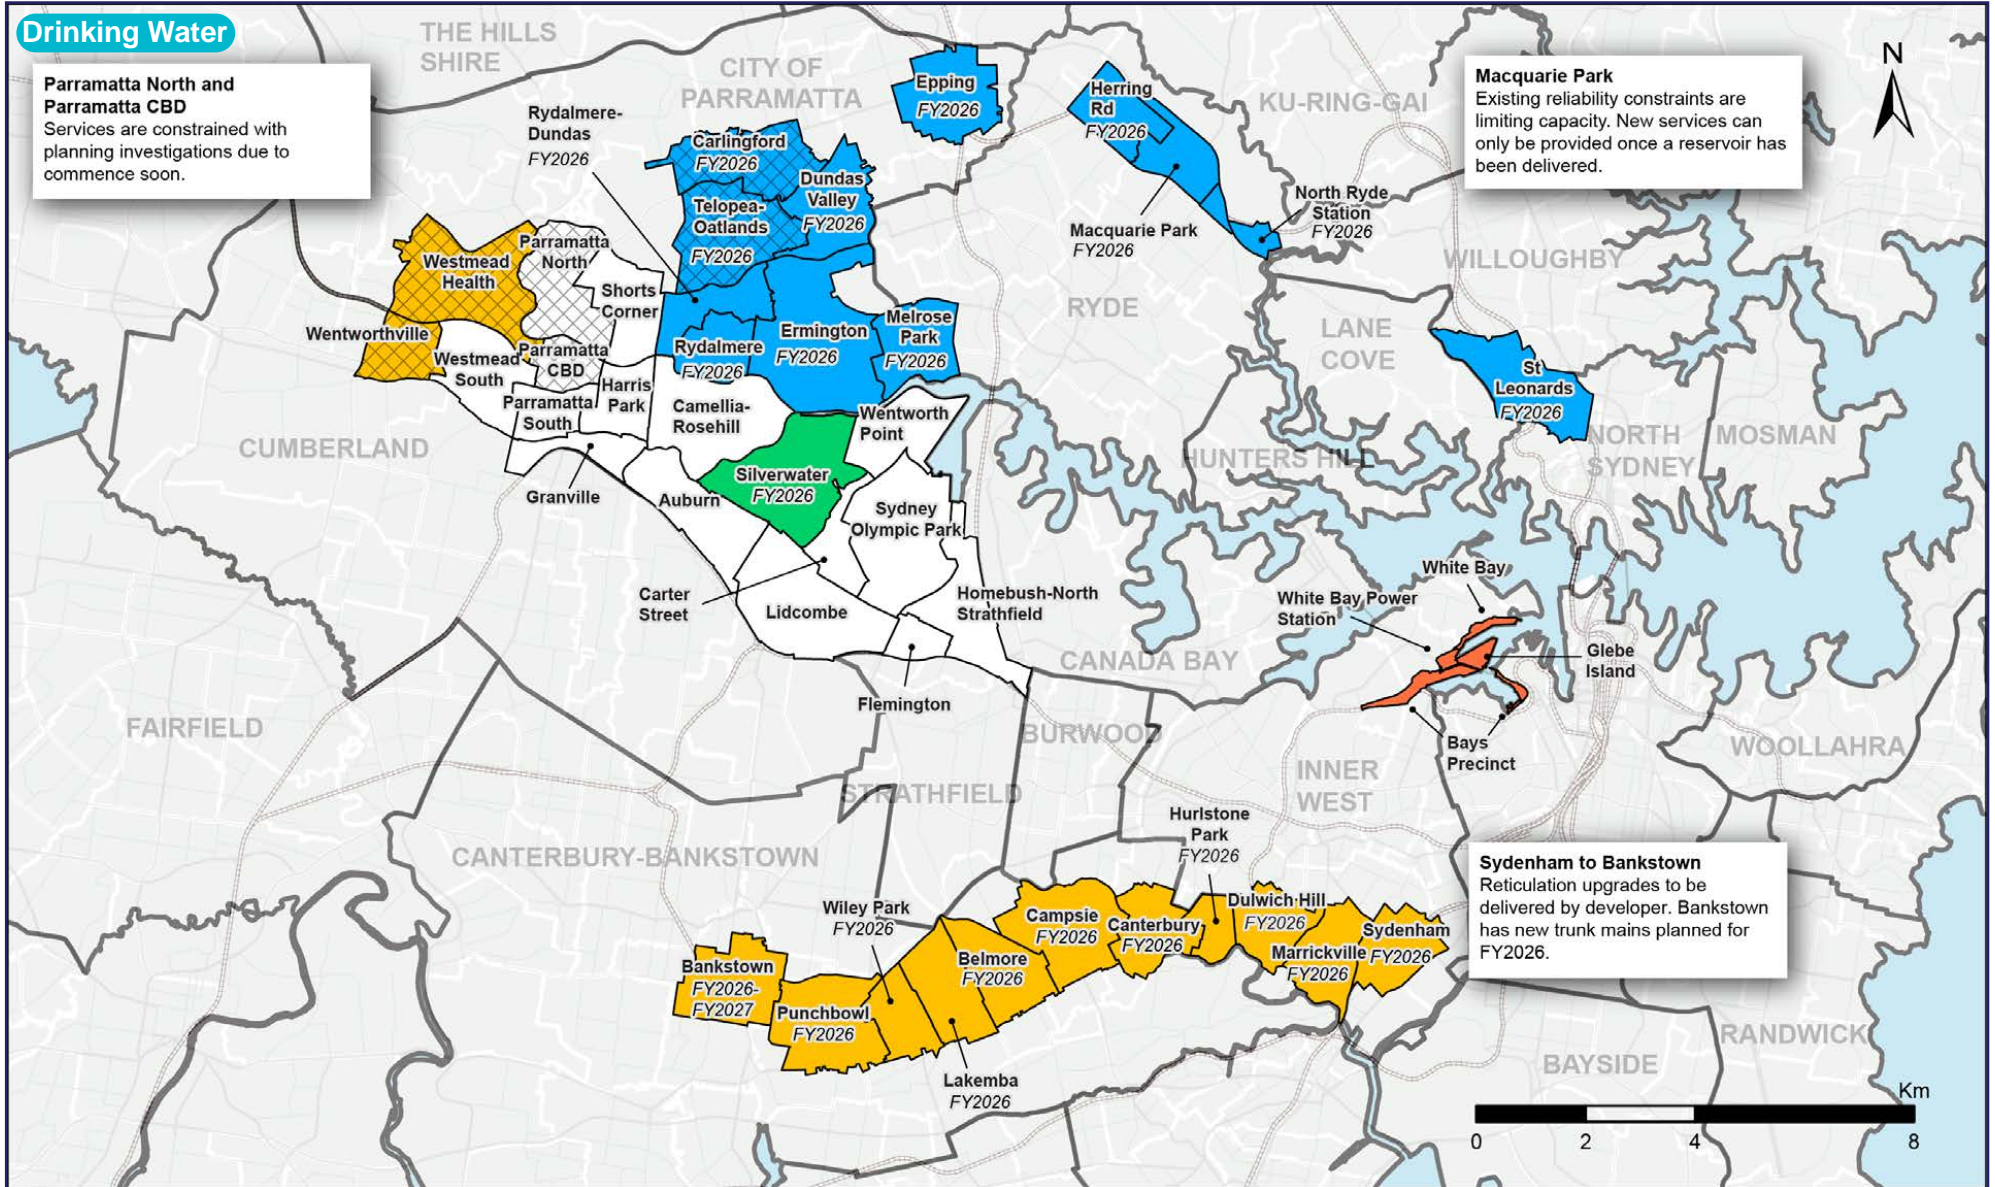 Drinking Water
Parramatta North and
Parramatta CBD
Services are constrained with
planning investigations due to
commence soon.
THE HILLS
SHIRE
CITY OF
PARRAMATTA
Epping
FY2026
Herring
Rd
FY2026
KU-RING-GAI
Macquarie Park
Existing reliability constraints are
limiting capacity. New services can
only be provided once a reservoir has
been delivered.
N
Rydalmere-
Dundas
FY2026
Carlingford
FY2026
Dundas
Valley
FY2026
Telopea-
Oatlands
FY2026
Macquarie Park
FY2026
North Ryde
Station
FY2026
WILLOUGHBY
Westmead
Health
Parramatta
North
Shorts
Corner
Wentworthville
Westmead
South
Parramatta
CBD
Harris
Park
Parramatta
South
Rydalmere
FY2026
Ermington
FY2026
Melrose
Park
FY2026
RYDE
LANE
COVE
St
Leonards
FY2026
NORTH
SYDNEY
MOSMAN
CUMBERLAND
Camellia-
Rosehill
Wentworth
Point
HUNTERS HILL
Granville
Auburn
Silverwater
FY2026
Sydney
Olympic Park
Carter
Street
Lidcombe
Homebush-North
Strathfield
Flemington
White Bay
White Bay Power
Station
Glebe
Island
Bays
Precinct
CANADA BAY
FAIRFIELD
BURWOOD
STRATHFIELD
INNER
WEST
WOOLLAHRA
CANTERBURY-BANKSTOWN
Hurlstone
Park
FY2026
Sydenham to Bankstown
Reticulation upgrades to be
delivered by developer. Bankstown
has new trunk mains planned for
FY2026.
Wiley Park
FY2026
Campsie
FY2026
Canterbury
FY2026
Dulwich Hill
FY2026
Marrickville
FY2026
Sydenham
FY2026
Bankstown
FY2026-
FY2027
Punchbowl
FY2026
Belmore
FY2026
Lakemba
FY2026
BAYSIDE
RANDWICK
Km
0 2 4 8